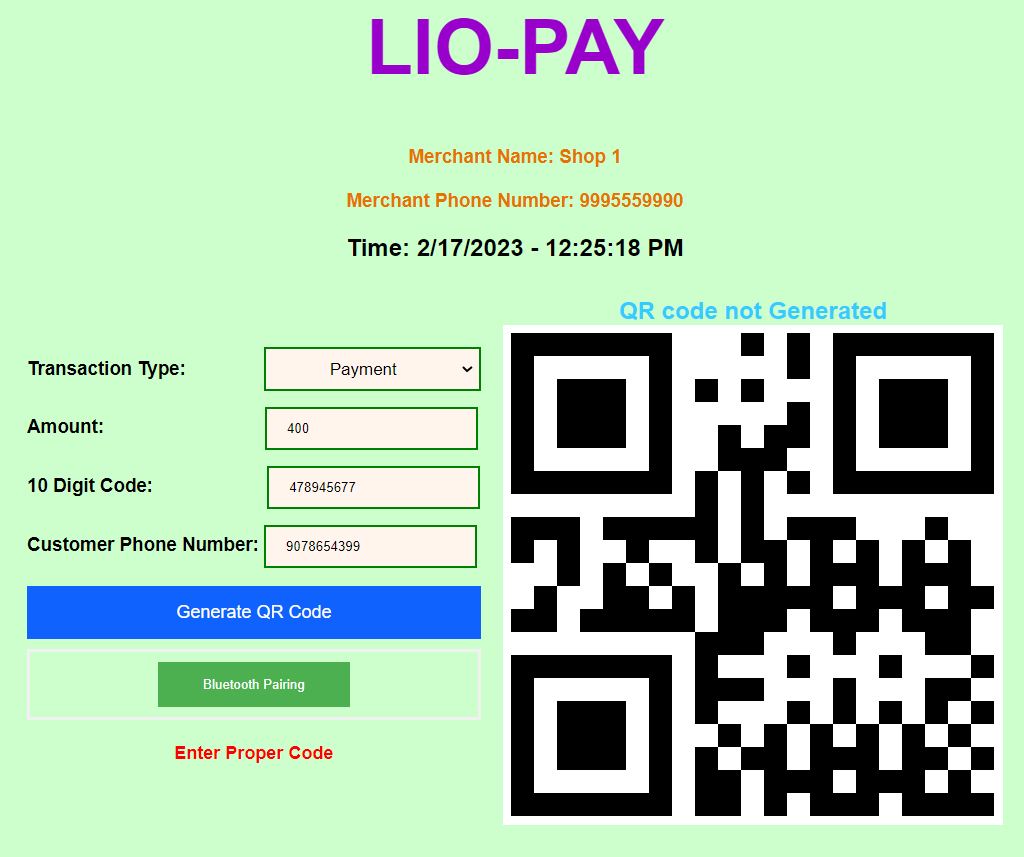 LIO-PAY
Merchant Name: Shop 1
Merchant Phone Number: 9995559990
Time: 2/17/2023 - 12:25:18 PM
QR code not Generated
Transaction Type: Payment
Amount: 400
10 Digit Code: 478945677
Customer Phone Number: 9078654399
Generate QR Code
Bluetooth Pairing
Enter Proper Code